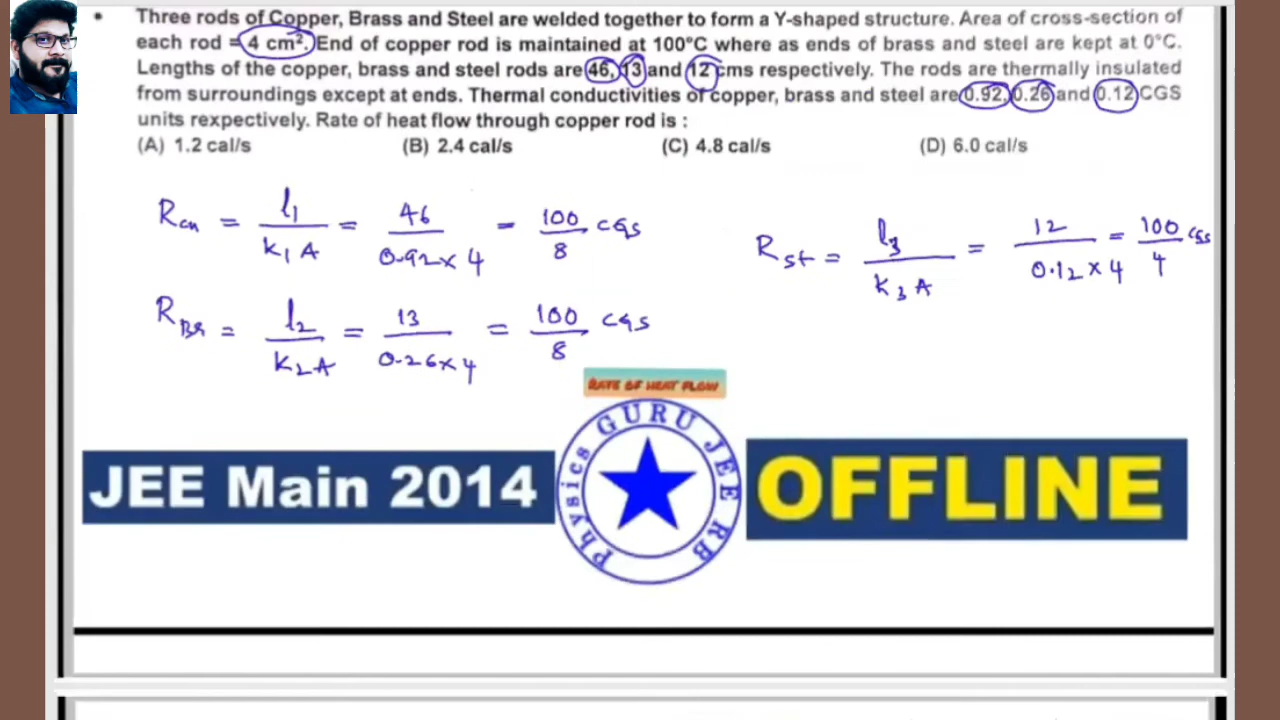 Three rods of Copper, Brass and Steel are welded together to form a Y-shaped structure. Area of cross-section of
each rod = 4 cm². End of copper rod is maintained at 100°C where as ends of brass and steel are kept at 0°C.
Lengths of the copper, brass and steel rods are 46, 13 and 12 cms respectively. The rods are thermally insulated
from surroundings except at ends. Thermal conductivities of copper, brass and steel are 0.92, 0.26 and 0.12 CGS
units rexpectively. Rate of heat flow through copper rod is :
(A) 1.2 cal/s (B) 2.4 cal/s (C) 4.8 cal/s (D) 6.0 cal/s
R_cu = l₁ / K₁A = 46 / 0.92×4 = 100 / 8 CGS
R_st = l₃ / K₃A = 12 / 0.12×4 = 100 / 4 CGS
R_Br = l₂ / K₂A = 13 / 0.26×4 = 100 / 8 CGS
RATE OF HEAT FLOW
JEE Main 2014
Physics GURU JEE RB
OFFLINE